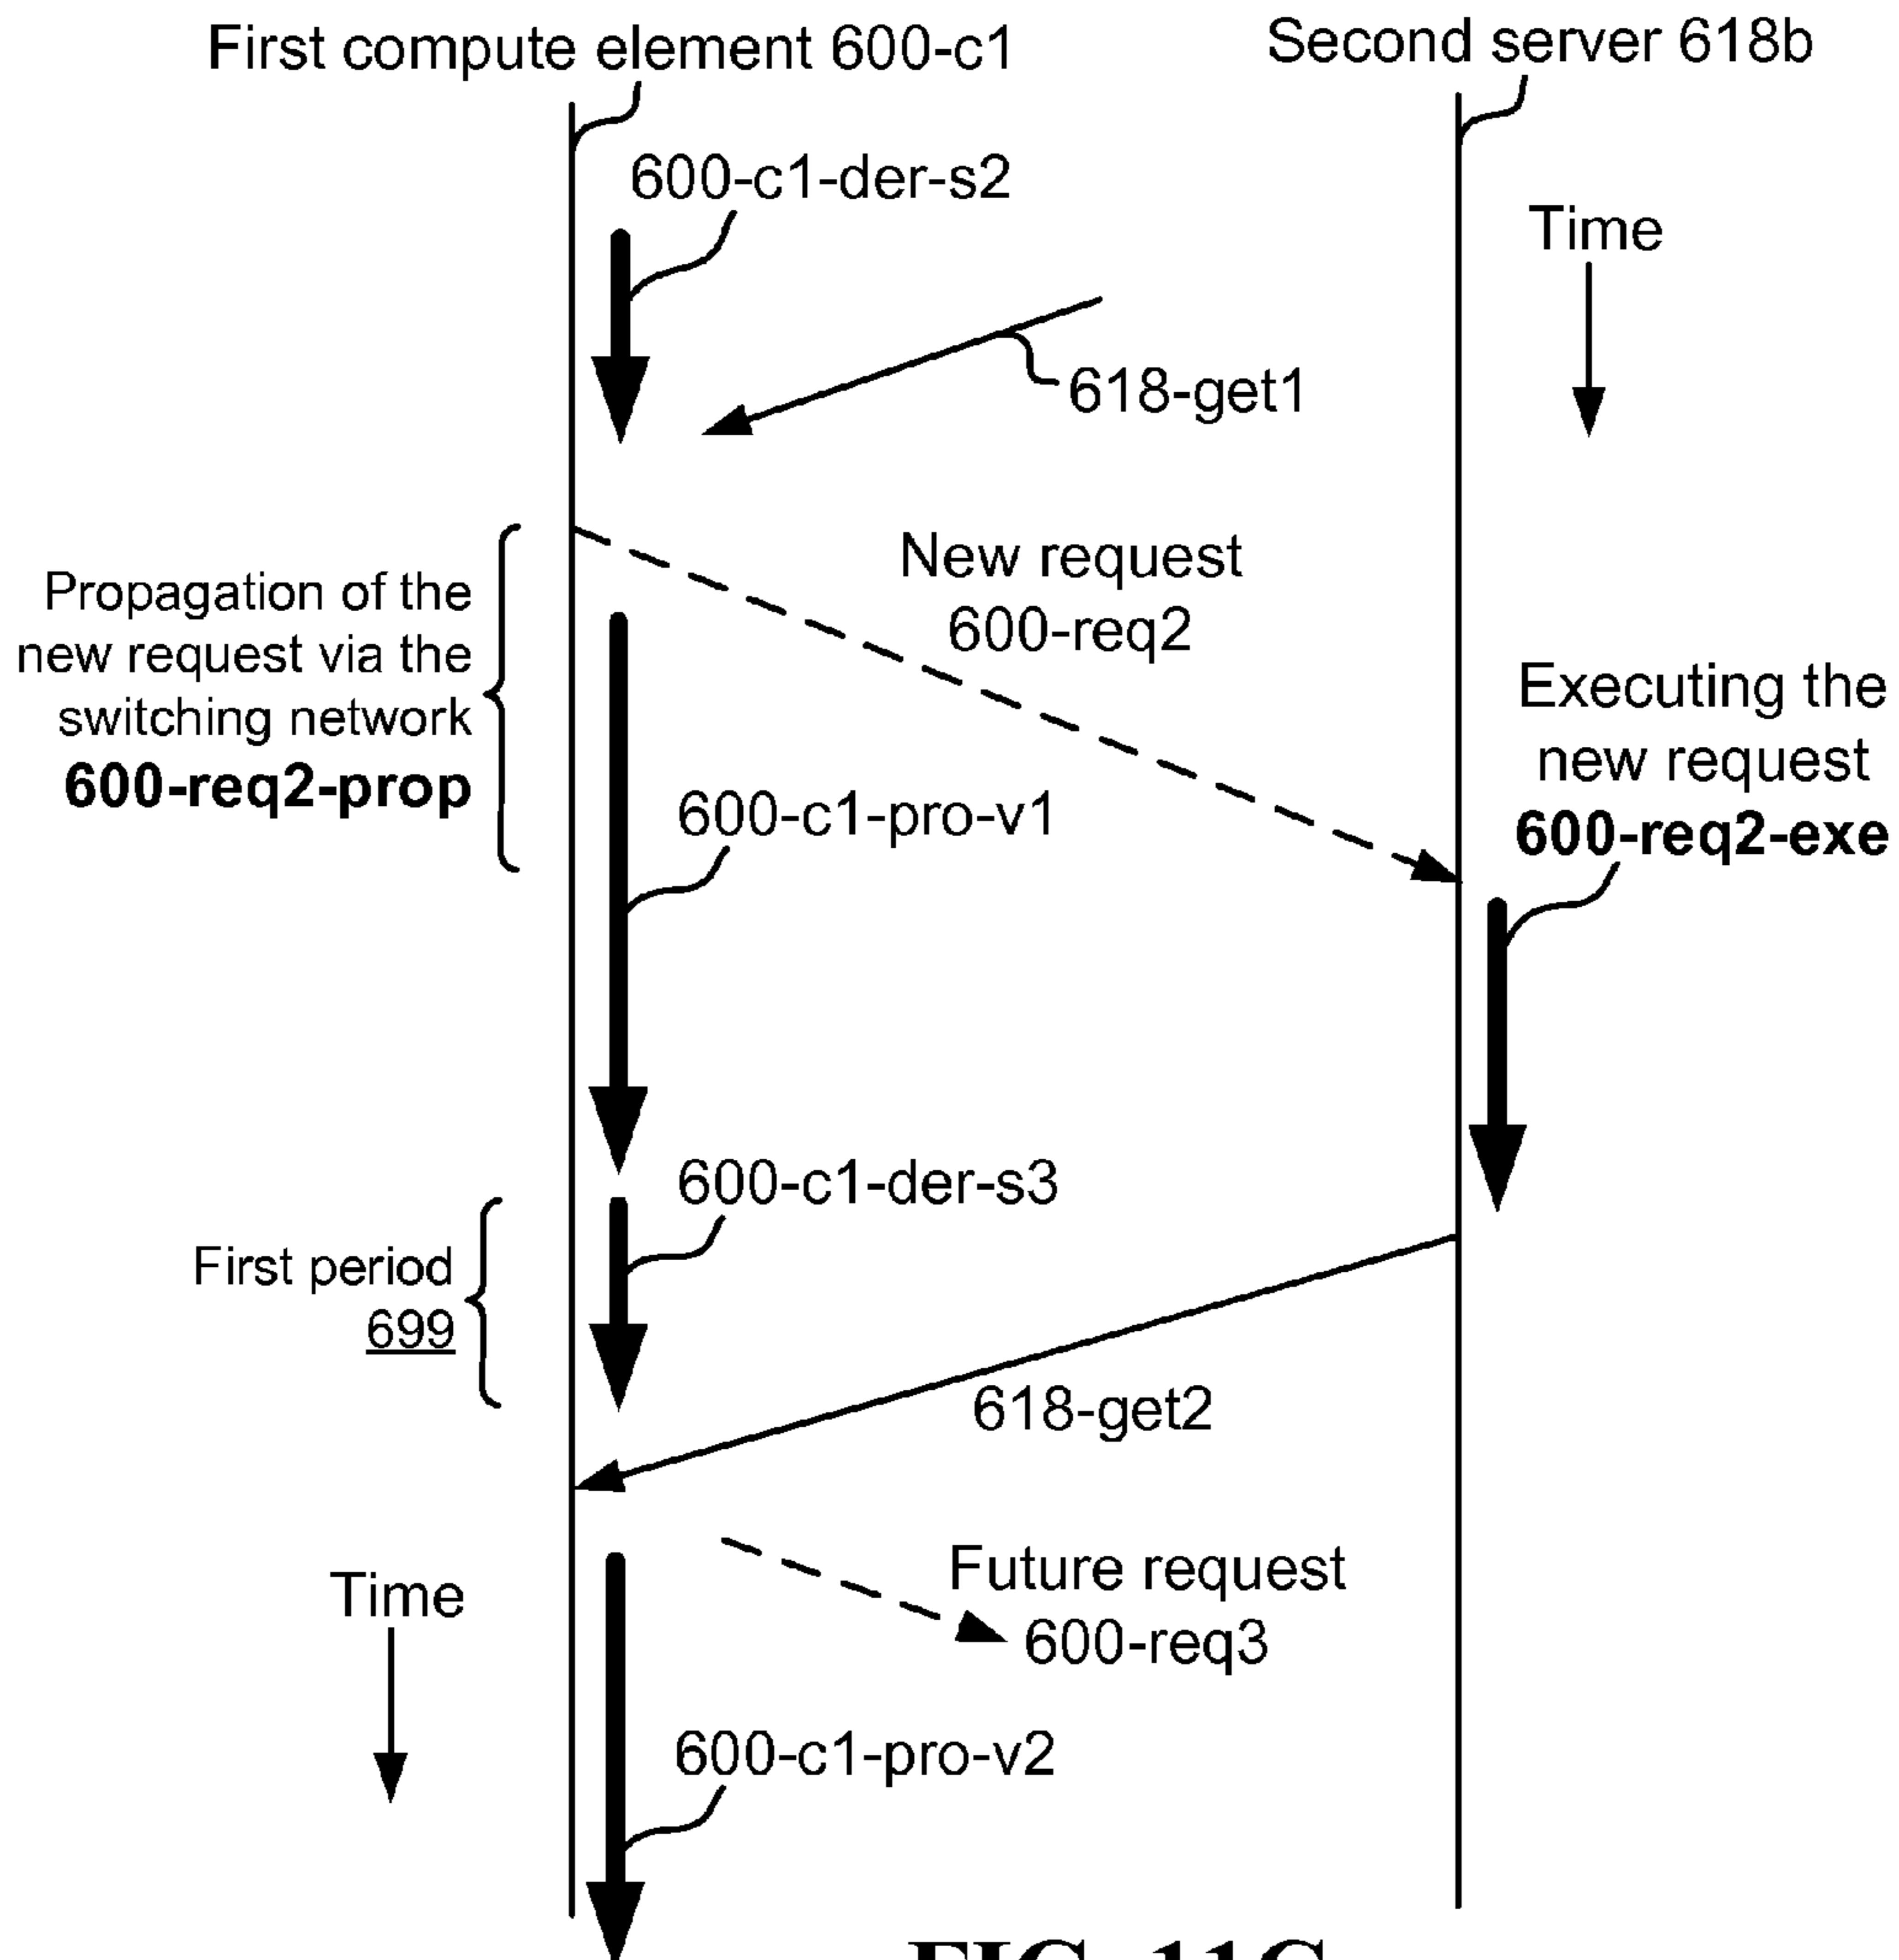 First compute element 600-c1
Second server 618b
600-c1-der-s2
Time
618-get1
New request
600-req2
Propagation of the
new request via the
switching network
600-req2-prop
Executing the
new request
600-req2-exe
600-c1-pro-v1
600-c1-der-s3
First period
699
618-get2
Future request
600-req3
Time
600-c1-pro-v2